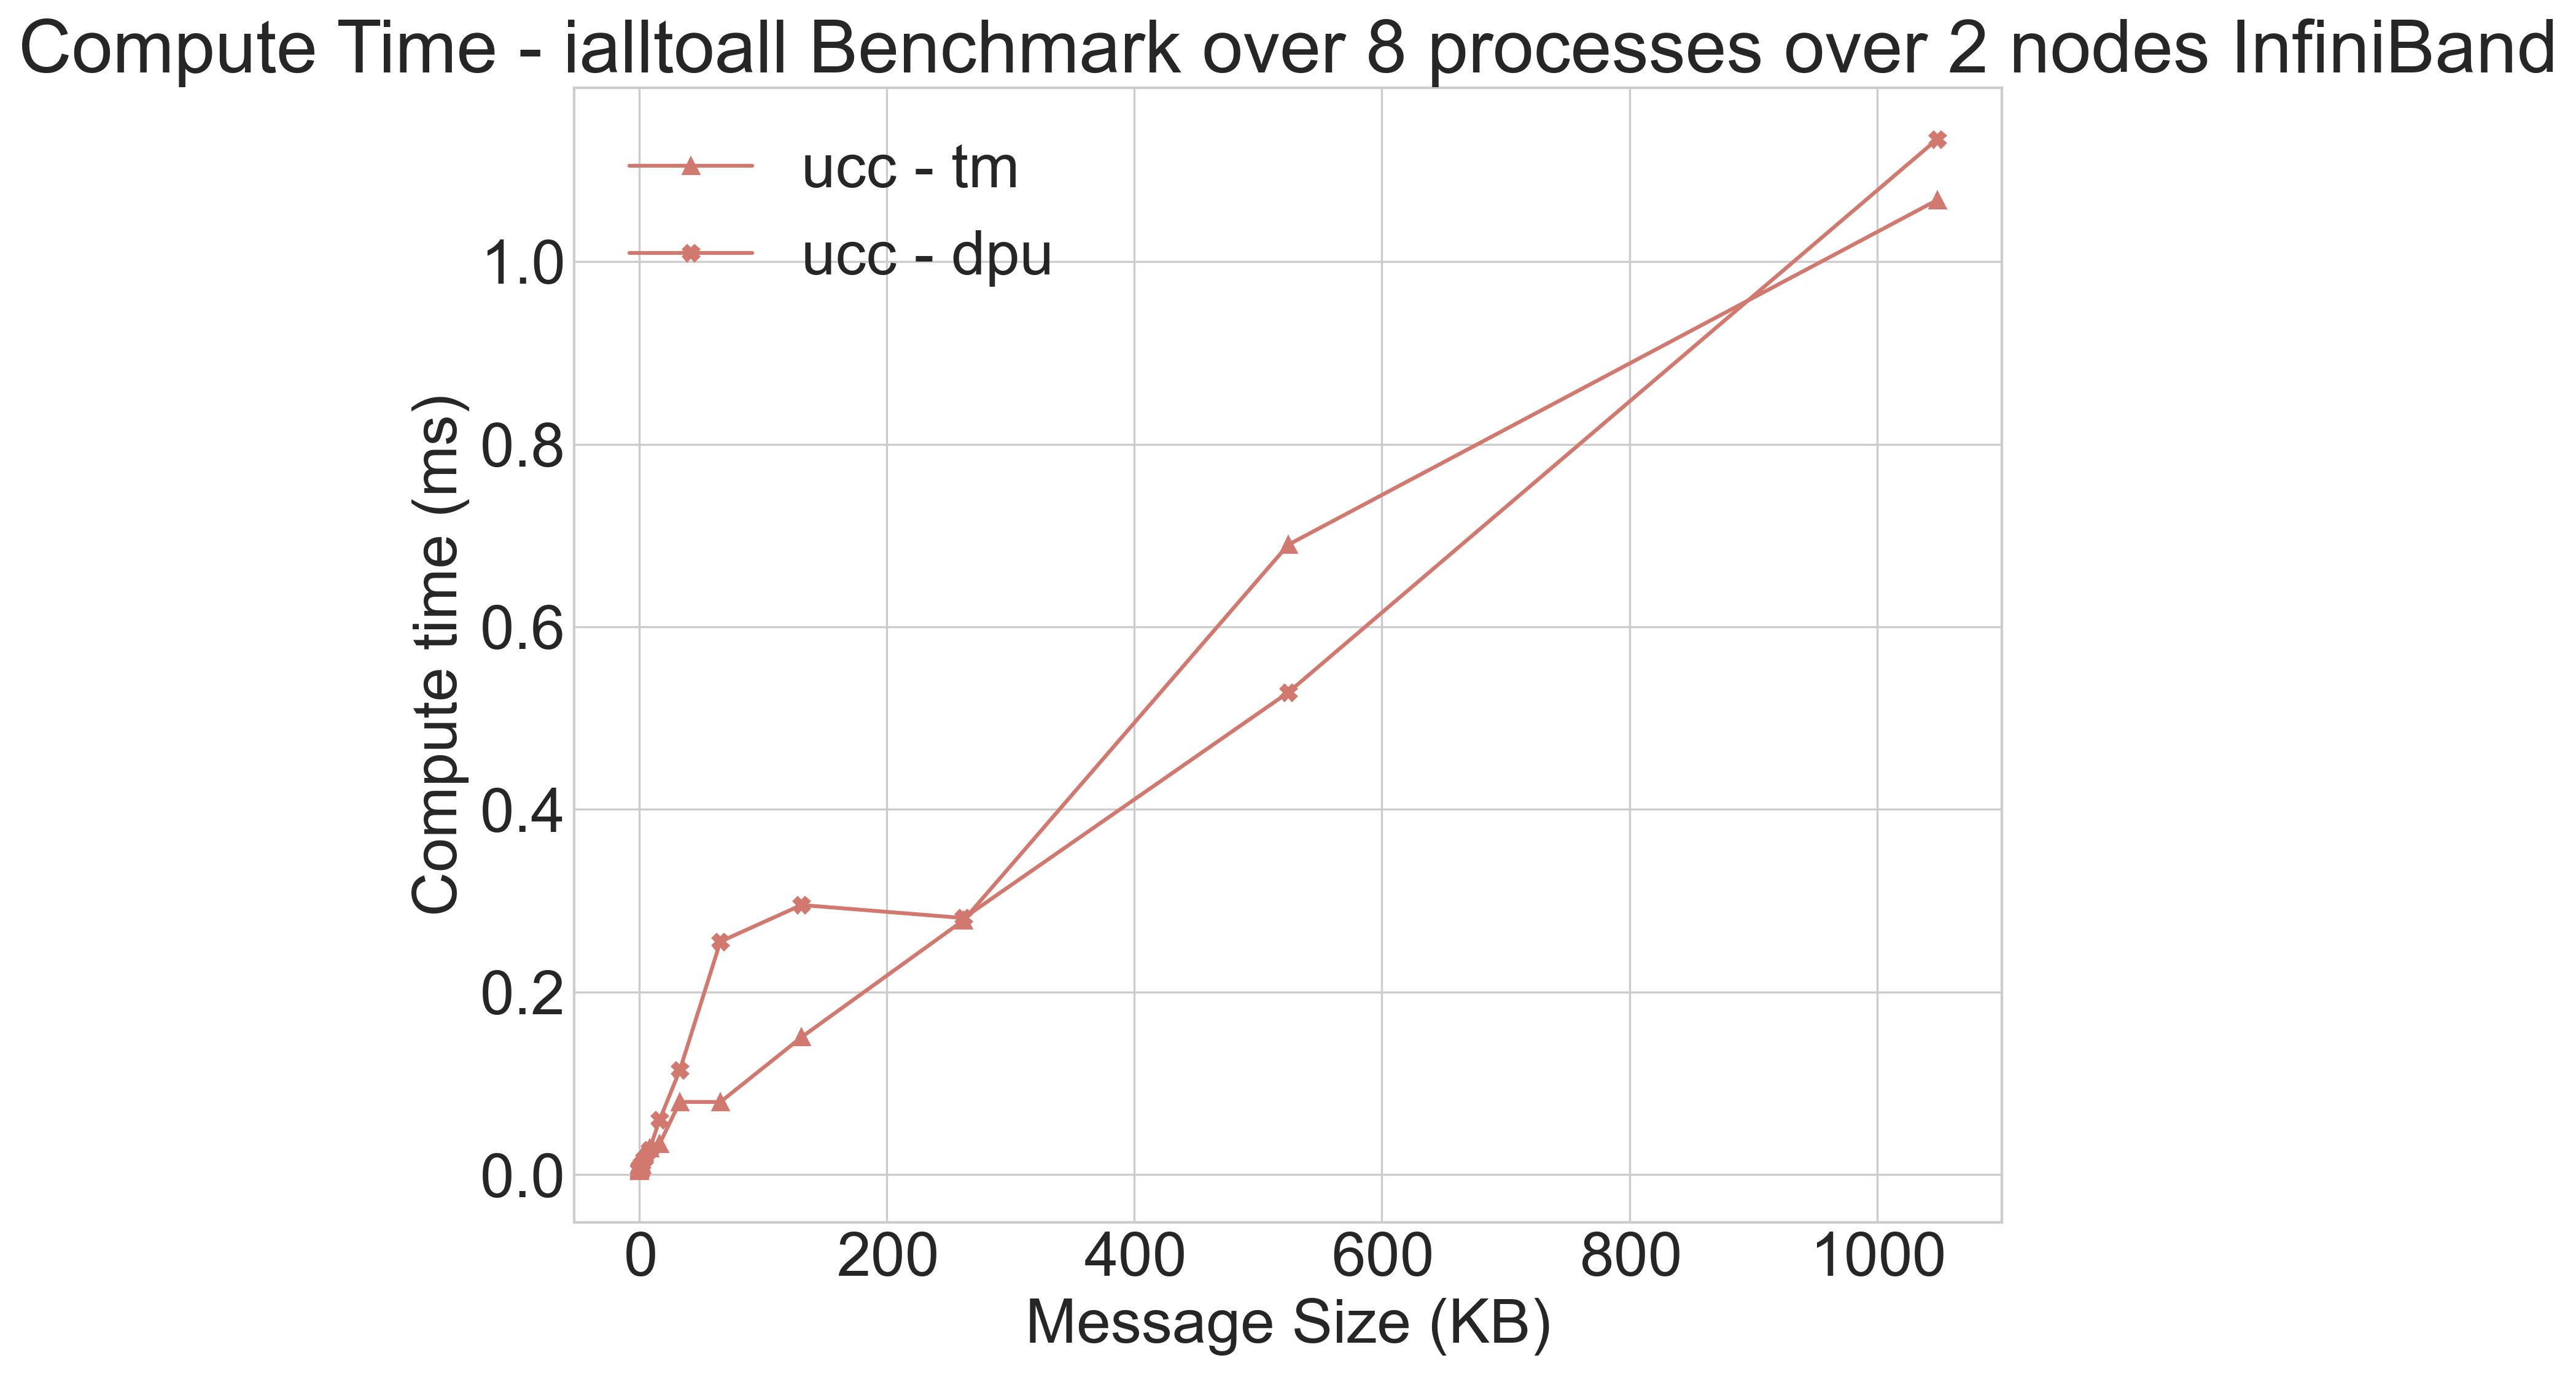 Compute Time - ialltoall Benchmark over 8 processes over 2 nodes InfiniBand
ucc - tm
ucc - dpu
Compute time (ms)
1.0
0.8
0.6
0.4
0.2
0.0
0 200 400 600 800 1000
Message Size (KB)